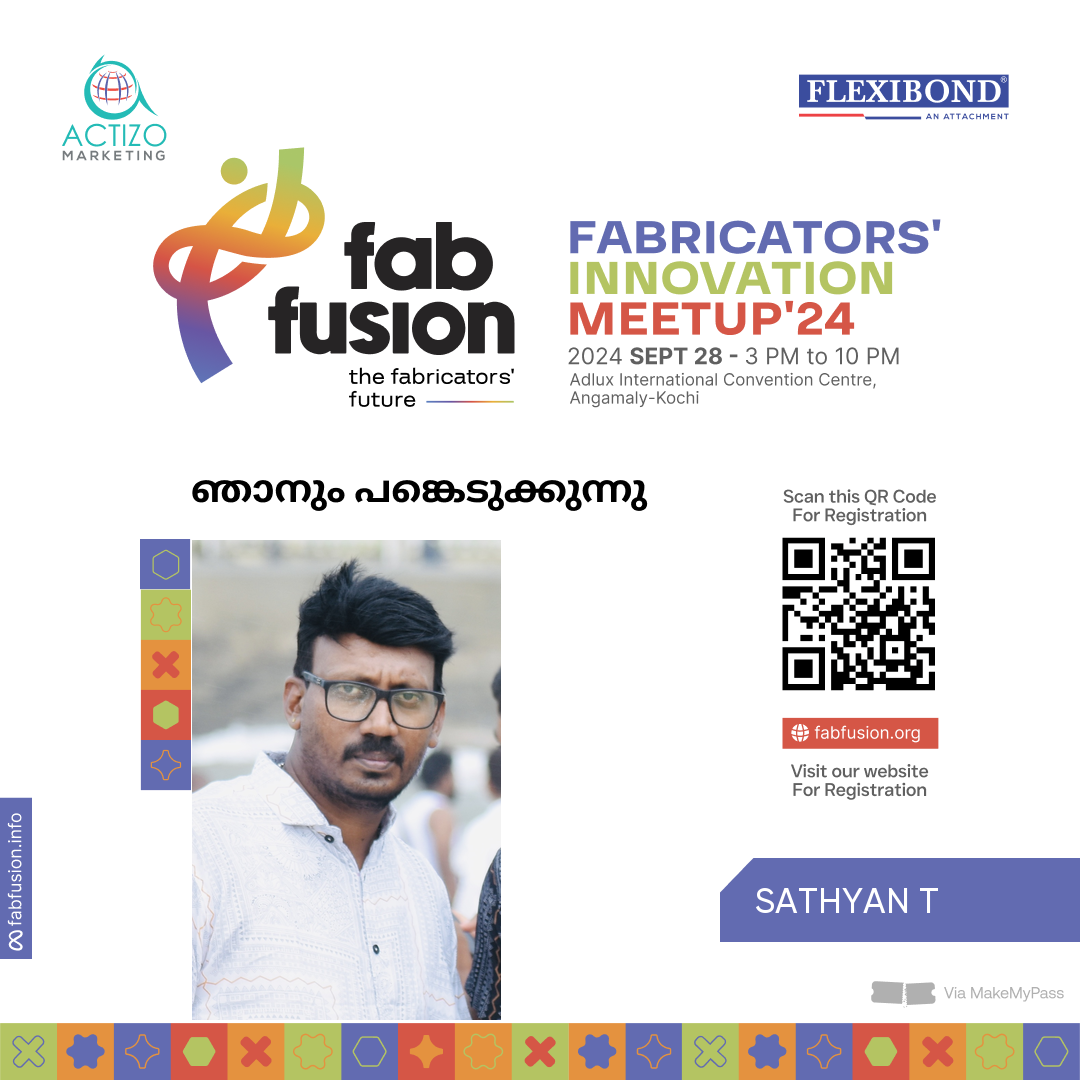 ACTIZO
MARKETING
FLEXIBOND®
AN ATTACHMENT
fab
fusion
the fabricators'
future
FABRICATORS'
INNOVATION
MEETUP'24
2024 SEPT 28 - 3 PM to 10 PM
Adlux International Convention Centre,
Angamaly-Kochi
ഞാനും പങ്കെടുക്കുന്നു
Scan this QR Code
For Registration
fabfusion.org
Visit our website
For Registration
fabfusion.info
SATHYAN T
Via MakeMyPass